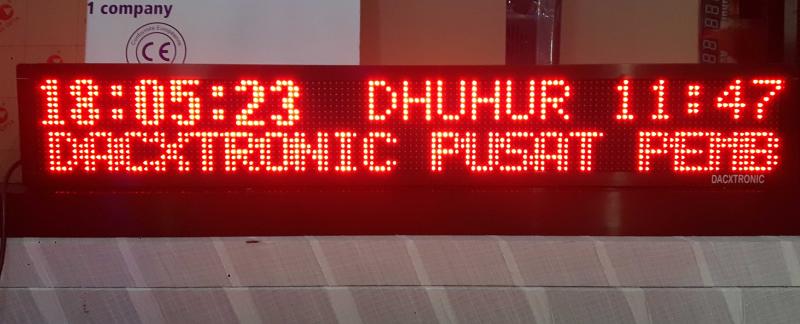 1 company
CE
18:05:23 DHUHUR 11:47
DACXTRONIC PUSAT PEMB
DACXTRONIC